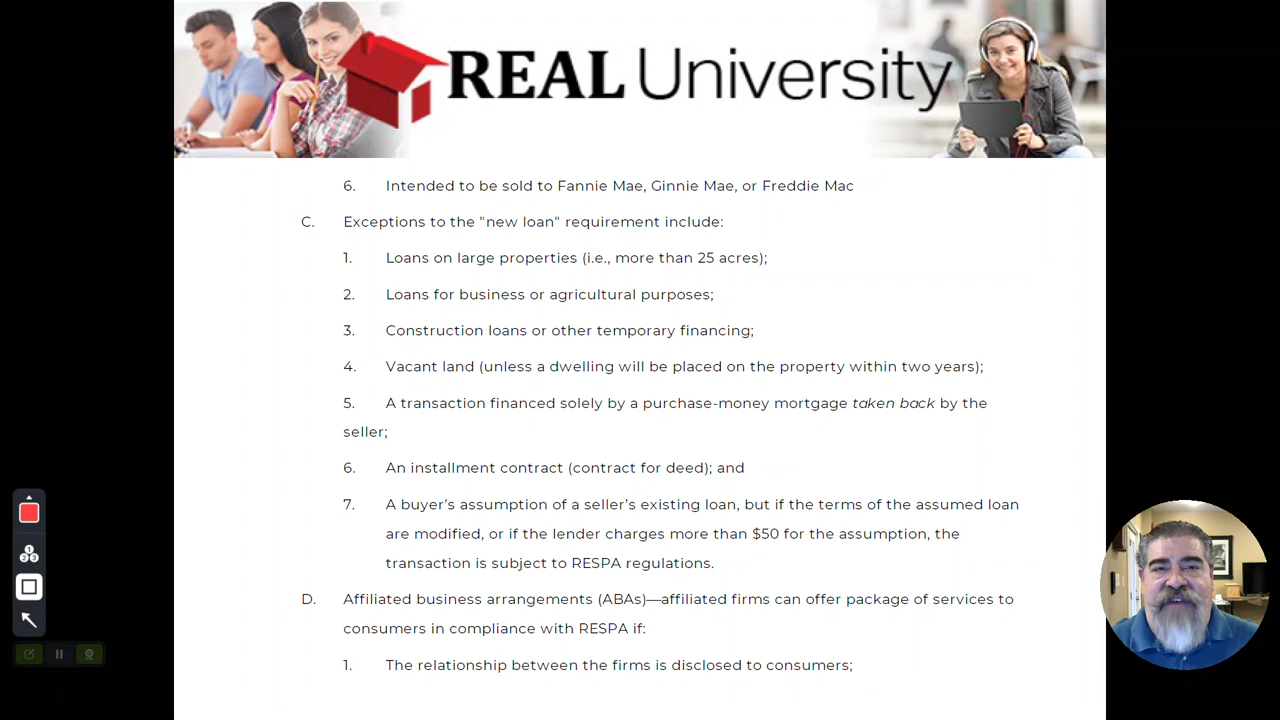 REAL University
6. Intended to be sold to Fannie Mae, Ginnie Mae, or Freddie Mac
C. Exceptions to the "new loan" requirement include:
1. Loans on large properties (i.e., more than 25 acres);
2. Loans for business or agricultural purposes;
3. Construction loans or other temporary financing;
4. Vacant land (unless a dwelling will be placed on the property within two years);
5. A transaction financed solely by a purchase-money mortgage taken back by the
seller;
6. An installment contract (contract for deed); and
7. A buyer’s assumption of a seller’s existing loan, but if the terms of the assumed loan
are modified, or if the lender charges more than $50 for the assumption, the
transaction is subject to RESPA regulations.
D. Affiliated business arrangements (ABAs)—affiliated firms can offer package of services to
consumers in compliance with RESPA if:
1. The relationship between the firms is disclosed to consumers;